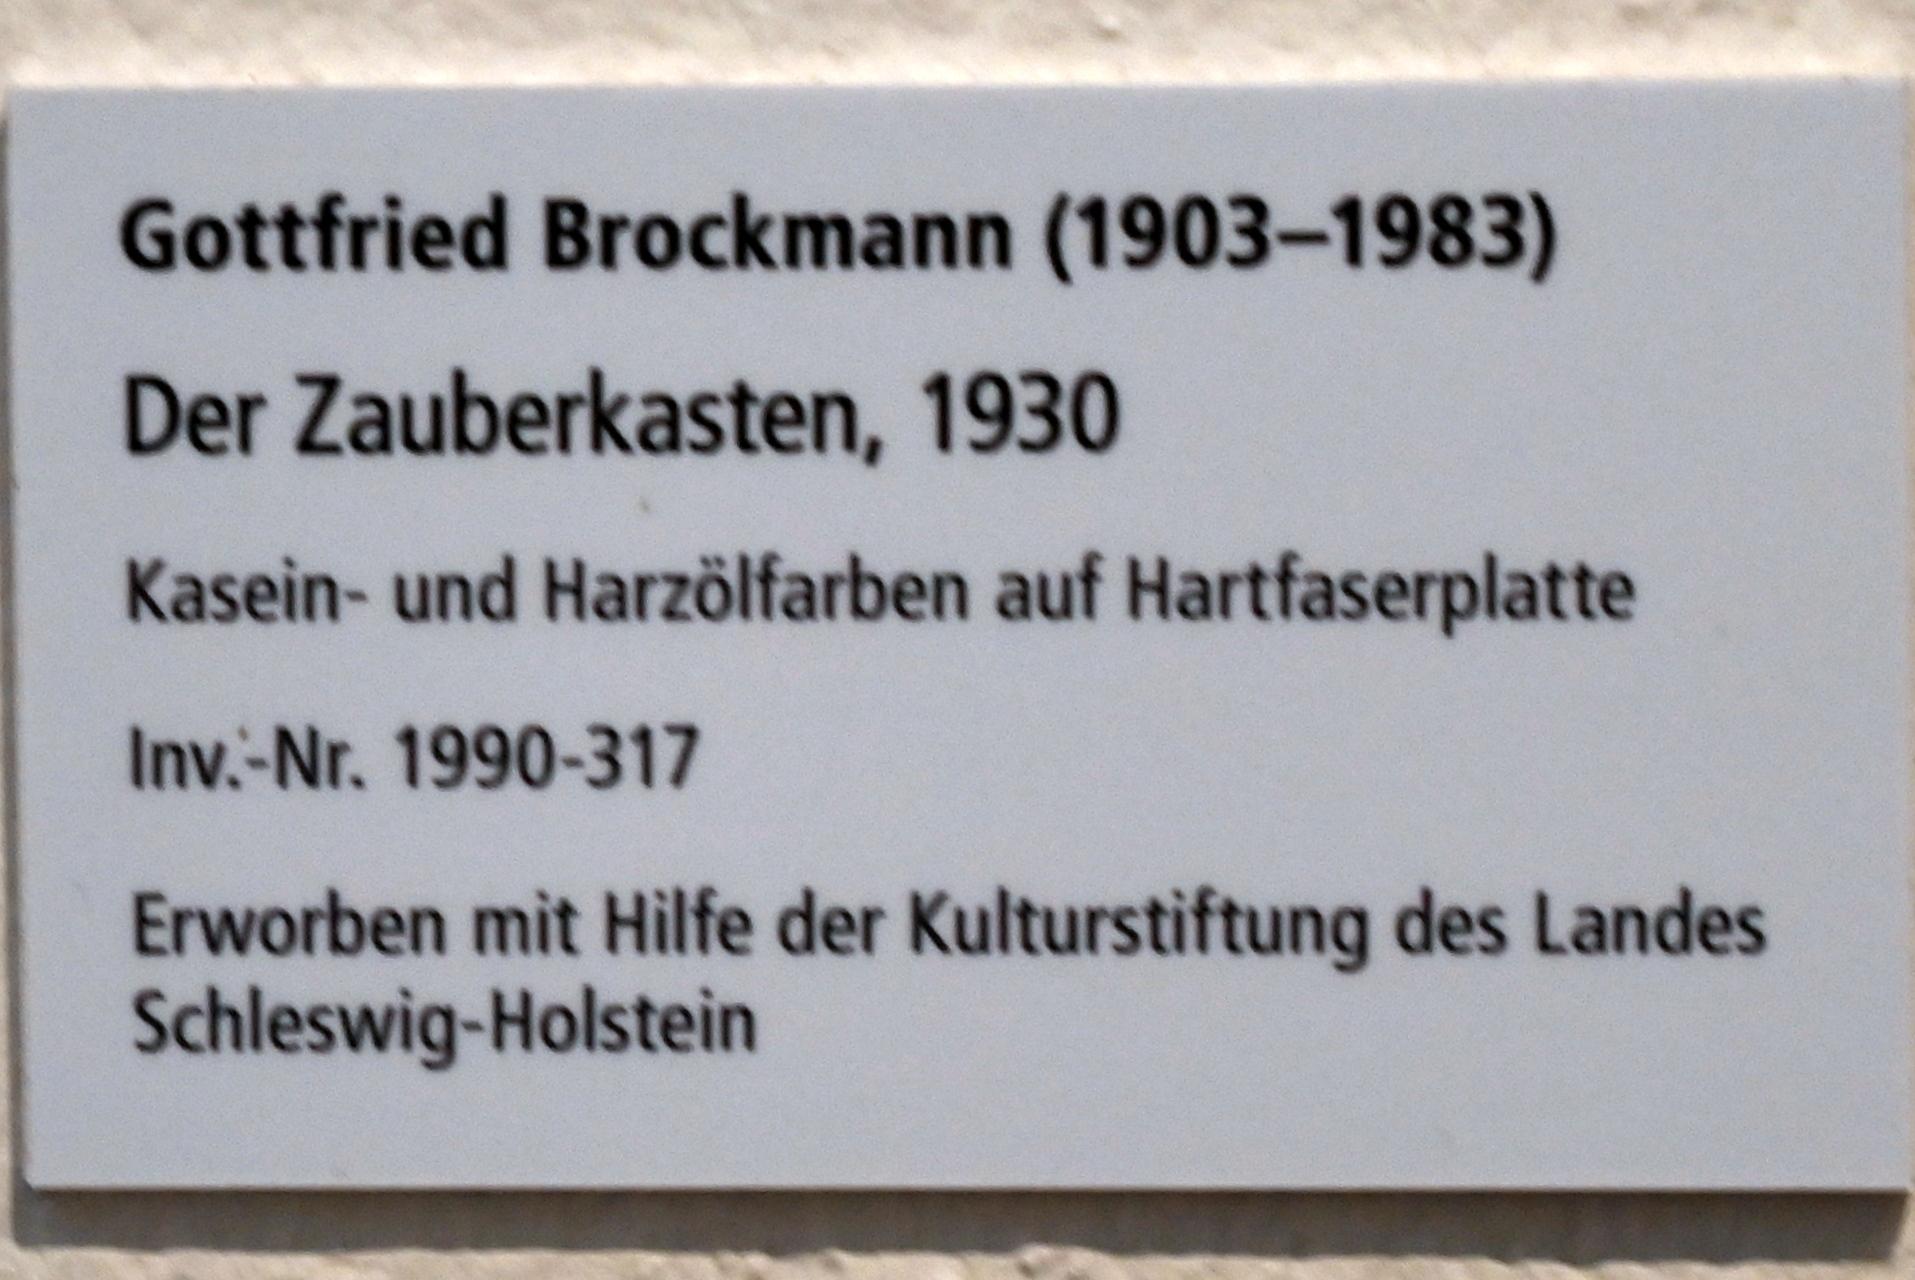 Gottfried Brockmann (1903–1983)
Der Zauberkasten, 1930
Kasein- und Harzölfarben auf Hartfaserplatte
Inv.-Nr. 1990-317
Erworben mit Hilfe der Kulturstiftung des Landes
Schleswig-Holstein